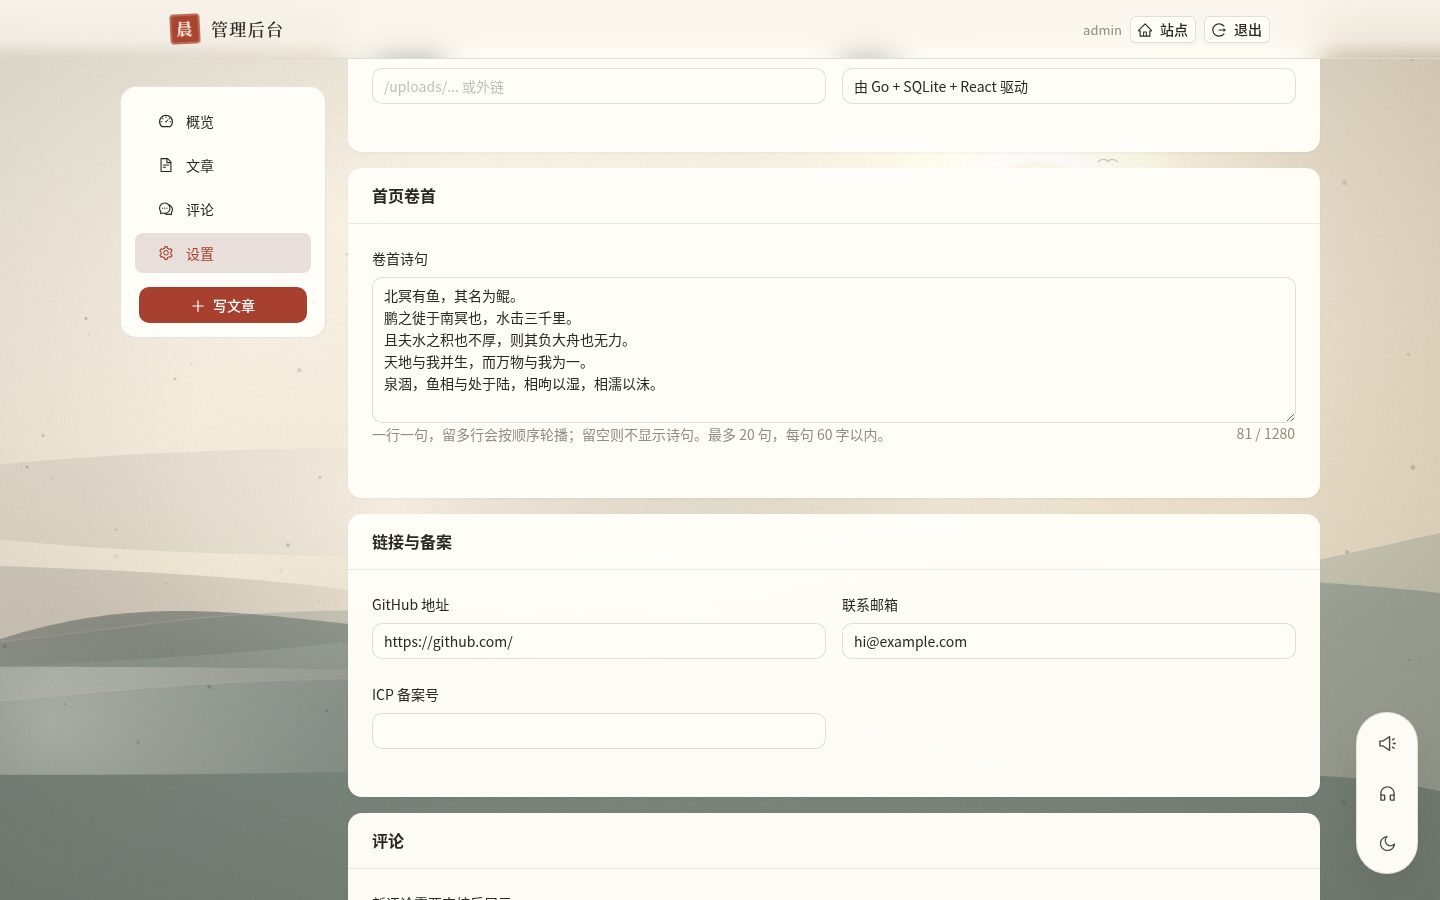 晨 管理后台
admin 站点 退出
概览
文章
评论
设置
写文章
/uploads/... 或外链
由 Go + SQLite + React 驱动
首页卷首
卷首诗句
北冥有鱼，其名为鲲。
鹏之徙于南冥也，水击三千里。
且夫水之积也不厚，则其负大舟也无力。
天地与我并生，而万物与我为一。
泉涸，鱼相与处于陆，相呴以湿，相濡以沫。
一行一句，留多行会按顺序轮播；留空则不显示诗句。最多 20 句，每句 60 字以内。
81 / 1280
链接与备案
GitHub 地址
https://github.com/
联系邮箱
hi@example.com
ICP 备案号
评论